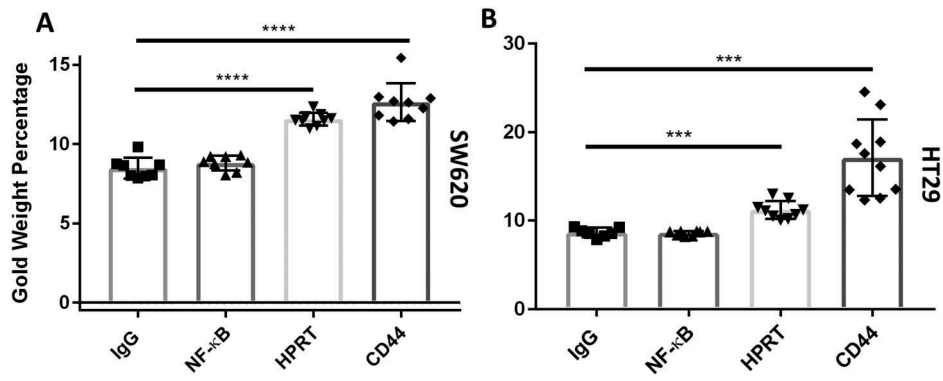 A
B
****
****
***
***
Gold Weight Percentage
15
10
5
0
SW620
30
20
10
0
HT29
IgG
NF-κB
HPRT
CD44
IgG
NF-κB
HPRT
CD44